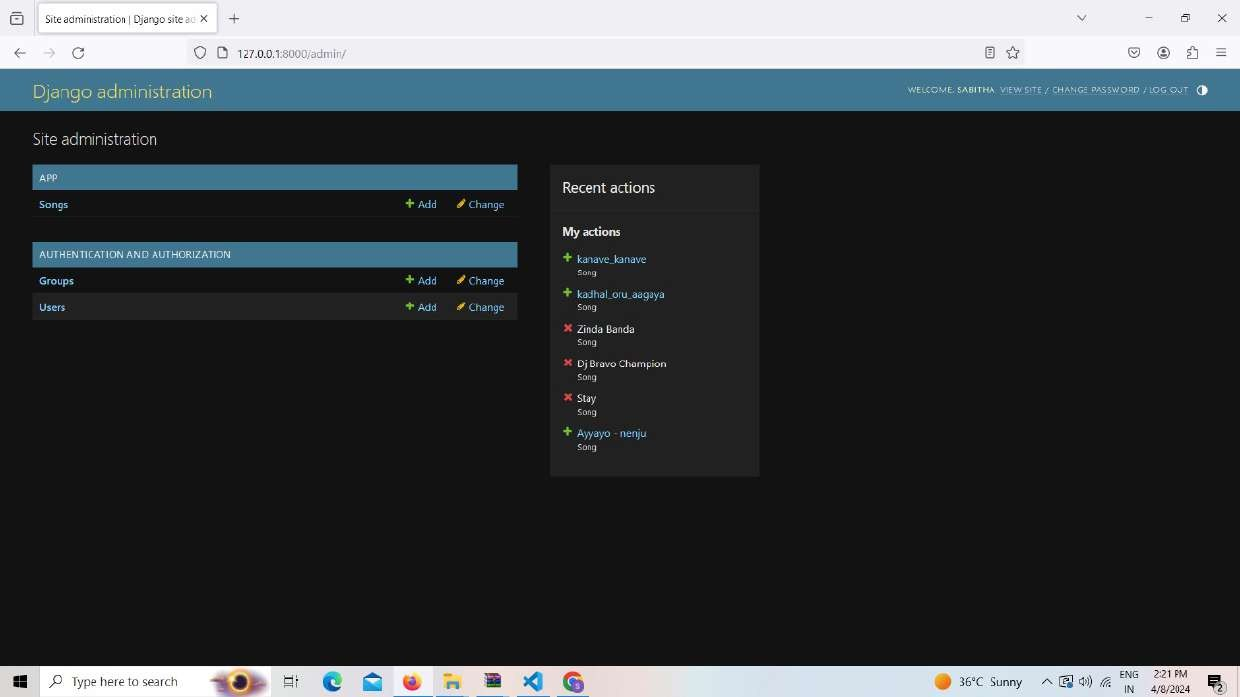 Site administration | Django site ad
127.0.0.1:8000/admin/
Django administration
WELCOME, SABITHA. VIEW SITE / CHANGE PASSWORD / LOG OUT
Site administration
APP
Songs Add Change
AUTHENTICATION AND AUTHORIZATION
Groups Add Change
Users Add Change
Recent actions
My actions
kanave_kanave
Song
kadhal_oru_aagaya
Song
Zinda Banda
Song
Dj Bravo Champion
Song
Stay
Song
Ayyayo - nenju
Song
Type here to search
36°C Sunny
ENG
IN
2:21 PM
4/8/2024
2